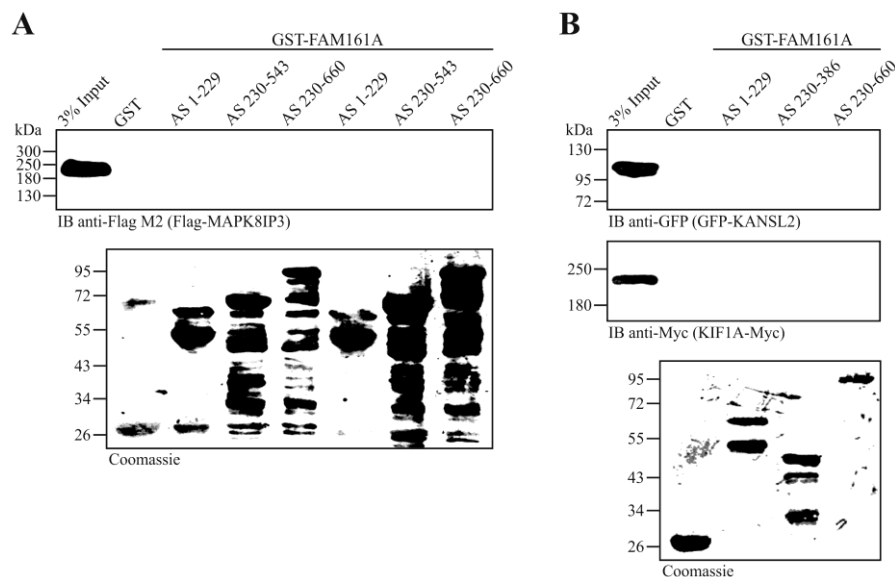 A
GST-FAM161A
3% Input
GST
AS 1-229
AS 230-543
AS 230-660
AS 1-229
AS 230-543
AS 230-660
kDa
300
250
180
130
IB anti-Flag M2 (Flag-MAPK8IP3)
95
72
55
43
34
26
Coomassie
B
GST-FAM161A
3% Input
GST
AS 1-229
AS 230-386
AS 230-660
kDa
130
95
72
IB anti-GFP (GFP-KANSL2)
250
180
IB anti-Myc (KIF1A-Myc)
95
72
55
43
34
26
Coomassie